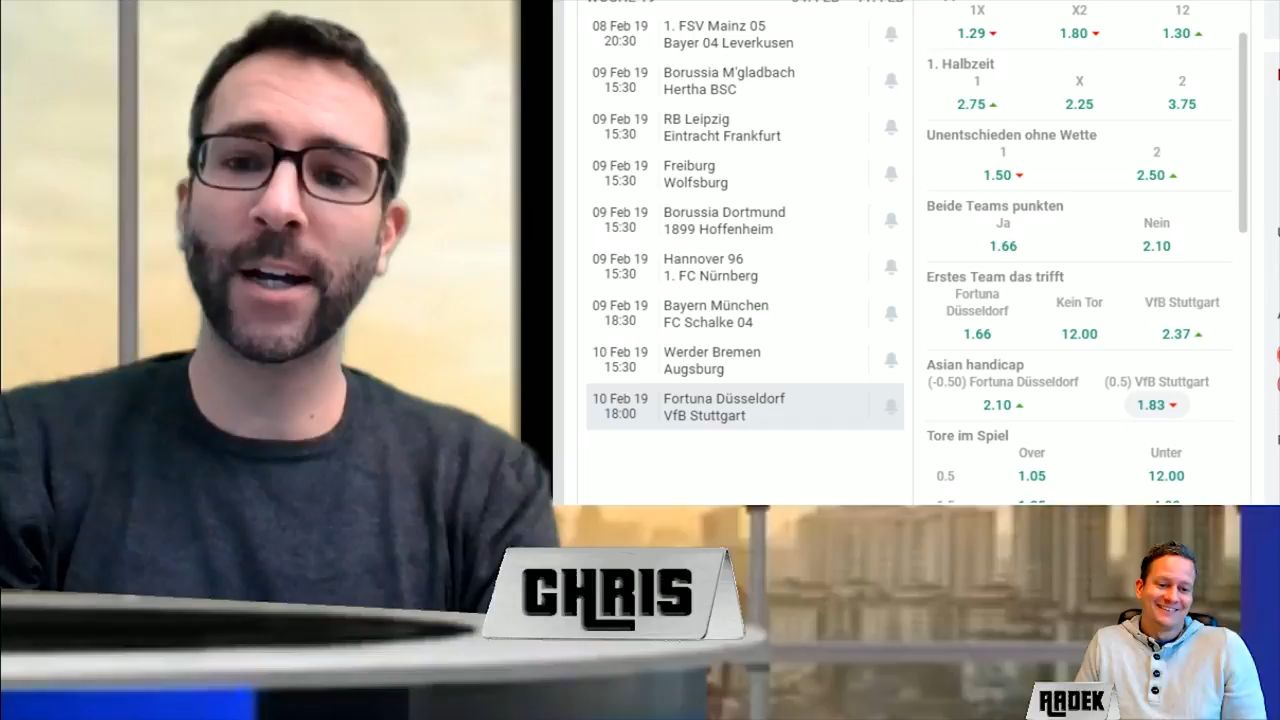 1X X2 12
1.29 1.80 1.30
08 Feb 19 1. FSV Mainz 05
20:30 Bayer 04 Leverkusen
09 Feb 19 Borussia M'gladbach
15:30 Hertha BSC
09 Feb 19 RB Leipzig
15:30 Eintracht Frankfurt
09 Feb 19 Freiburg
15:30 Wolfsburg
09 Feb 19 Borussia Dortmund
15:30 1899 Hoffenheim
09 Feb 19 Hannover 96
15:30 1. FC Nürnberg
09 Feb 19 Bayern München
18:30 FC Schalke 04
10 Feb 19 Werder Bremen
15:30 Augsburg
10 Feb 19 Fortuna Düsseldorf
18:00 VfB Stuttgart
1. Halbzeit
1 X 2
2.75 2.25 3.75
Unentschieden ohne Wette
1 2
1.50 2.50
Beide Teams punkten
Ja Nein
1.66 2.10
Erstes Team das trifft
Fortuna
Düsseldorf Kein Tor VfB Stuttgart
1.66 12.00 2.37
Asian handicap
(-0.50) Fortuna Düsseldorf (0.5) VfB Stuttgart
2.10 1.83
Tore im Spiel
Over Unter
0.5 1.05 12.00
CHRIS
RADEK